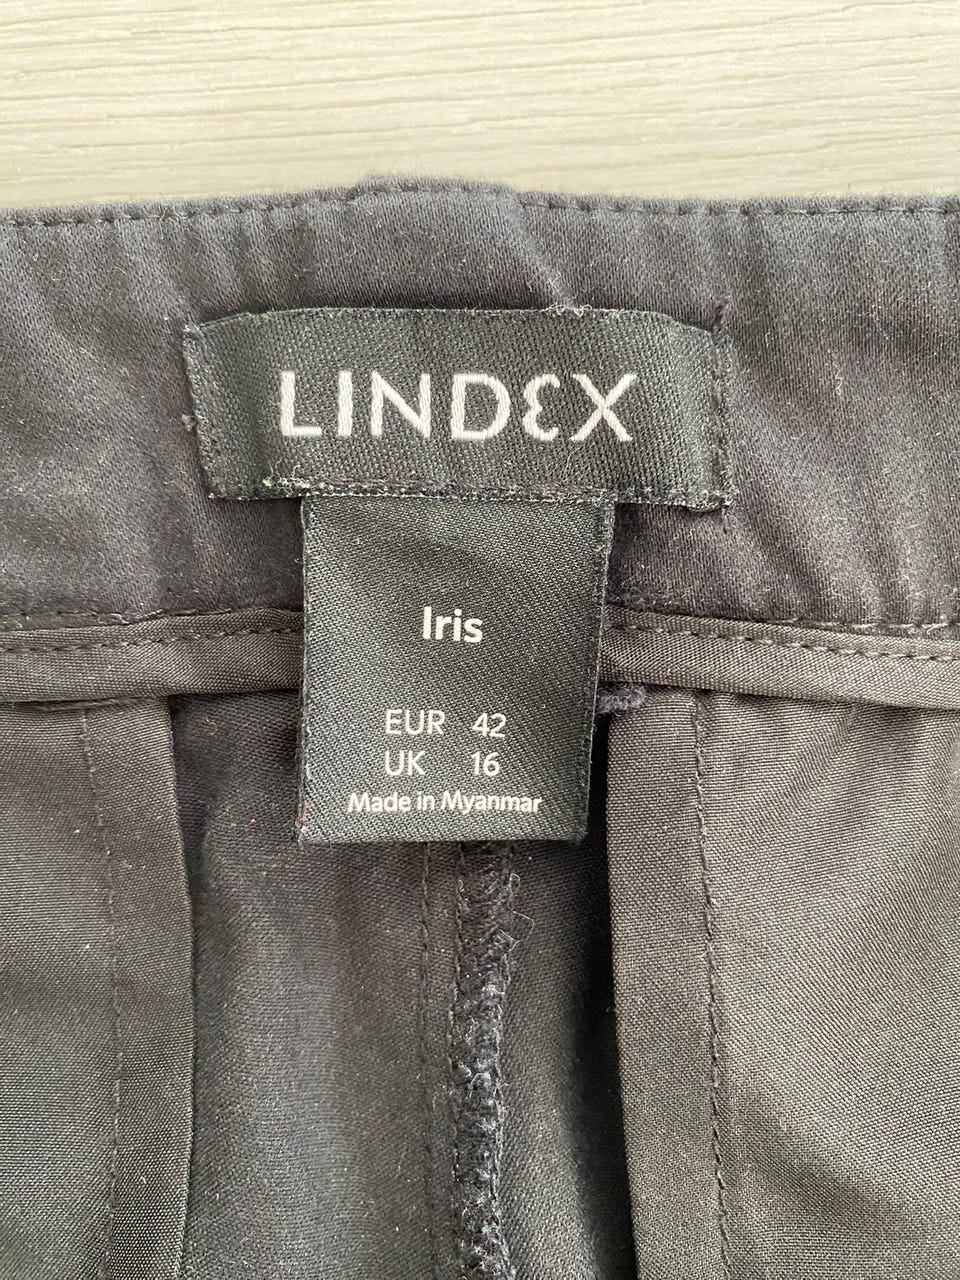 LINDEX
Iris
EUR 42
UK 16
Made in Myanmar